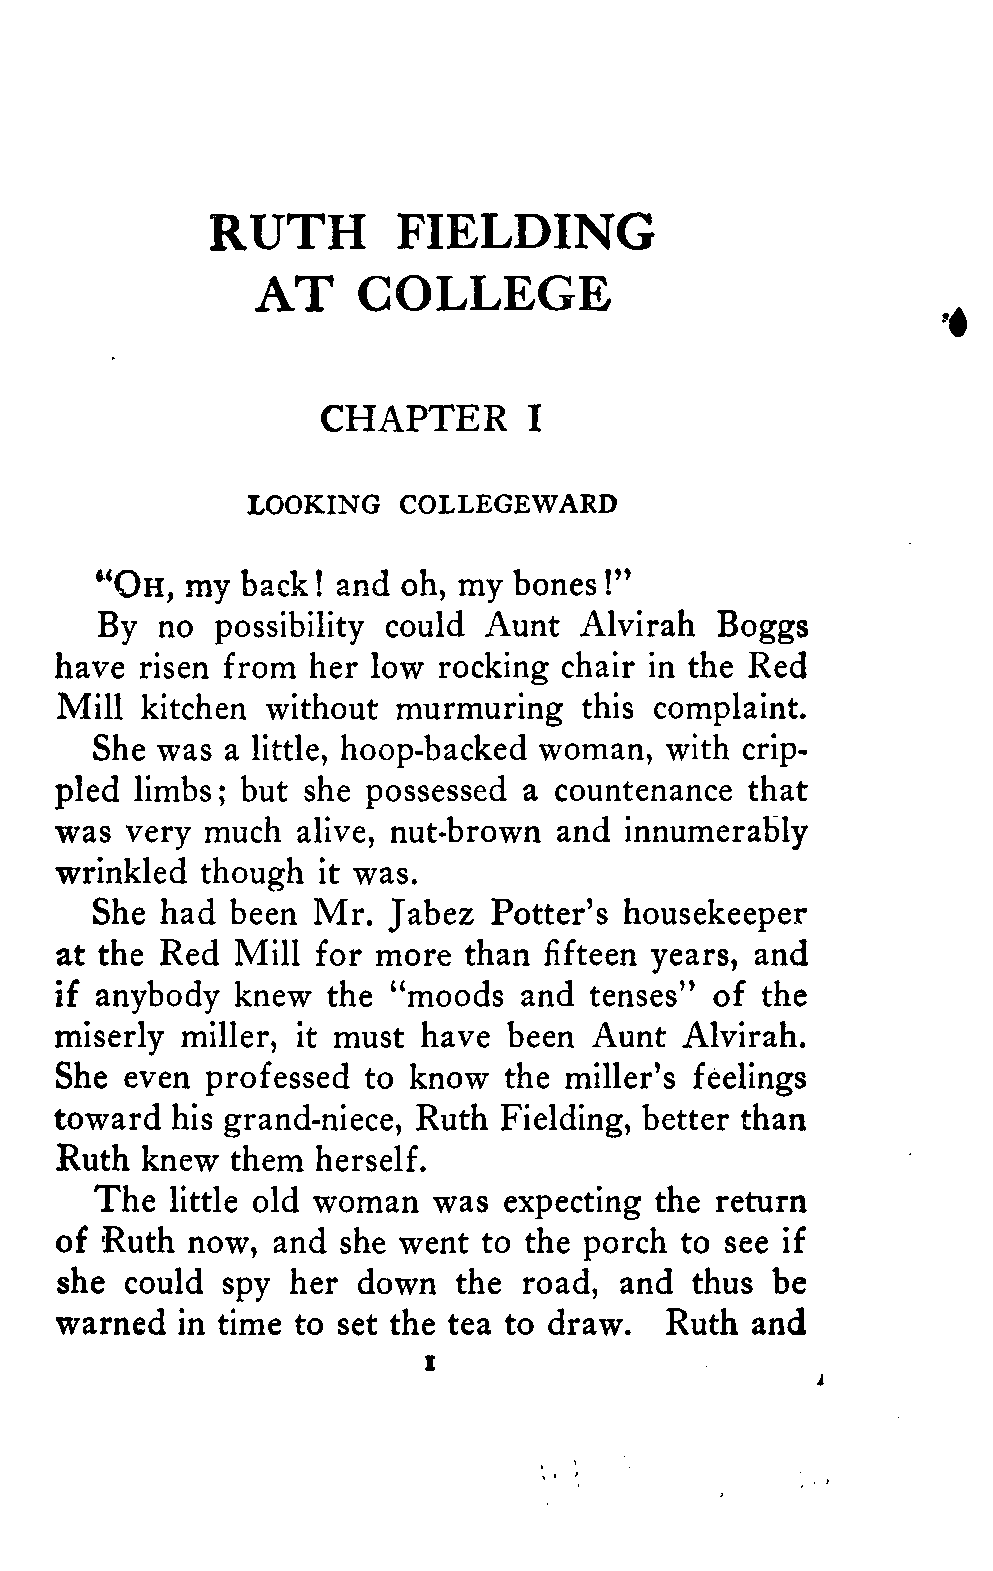 RUTH FIELDING
AT COLLEGE
CHAPTER I
LOOKING COLLEGEWARD
"OH, my back! and oh, my bones!"
By no possibility could Aunt Alvirah Boggs
have risen from her low rocking chair in the Red
Mill kitchen without murmuring this complaint.
She was a little, hoop-backed woman, with crip-
pled limbs; but she possessed a countenance that
was very much alive, nut-brown and innumerably
wrinkled though it was.
She had been Mr. Jabez Potter's housekeeper
at the Red Mill for more than fifteen years, and
if anybody knew the "moods and tenses" of the
miserly miller, it must have been Aunt Alvirah.
She even professed to know the miller's feelings
toward his grand-niece, Ruth Fielding, better than
Ruth knew them herself.
The little old woman was expecting the return
of Ruth now, and she went to the porch to see if
she could spy her down the road, and thus be
warned in time to set the tea to draw. Ruth and
I